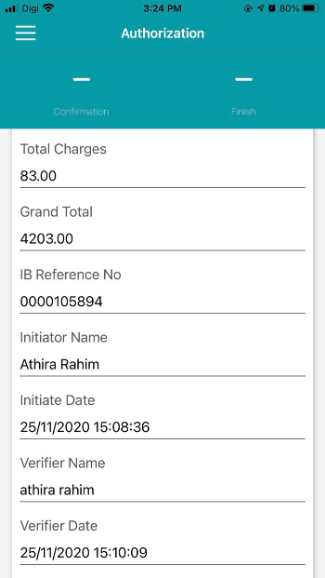 Digi 3:24 PM 80%
Authorization
Confirmation Finish
Total Charges
83.00
Grand Total
4203.00
IB Reference No
0000105894
Initiator Name
Athira Rahim
Initiate Date
25/11/2020 15:08:36
Verifier Name
athira rahim
Verifier Date
25/11/2020 15:10:09